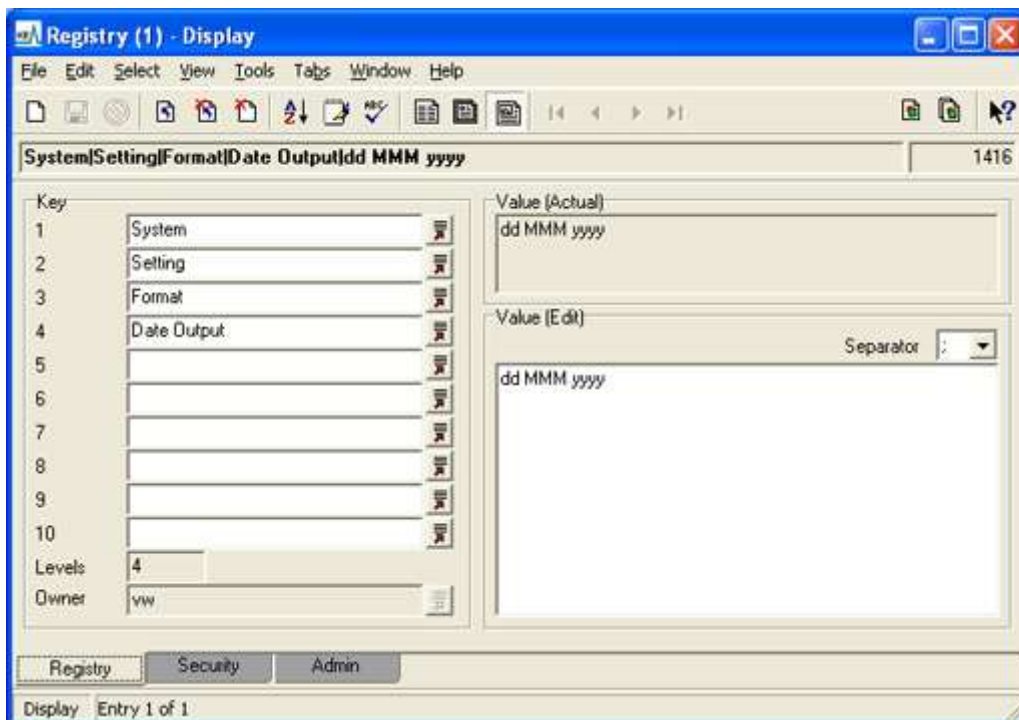 Registry (1) - Display
File Edit Select View Tools Tabs Window Help
System|Setting|Format|Date Output|dd MMM yyyy 1416
Key
1 System
2 Setting
3 Format
4 Date Output
5
6
7
8
9
10
Levels 4
Owner vw
Value (Actual)
dd MMM yyyy
Value (Edit)
Separator ;
dd MMM yyyy
Registry Security Admin
Display Entry 1 of 1